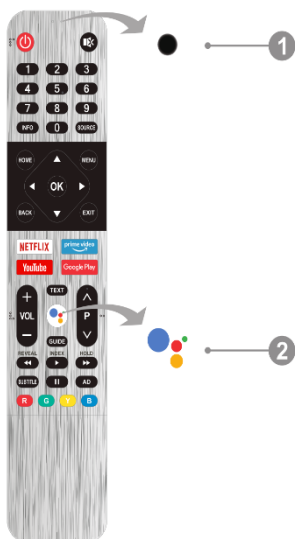 1
1 2 3
4 5 6
7 8 9
INFO 0 SOURCE
HOME MENU
OK
BACK EXIT
NETFLIX prime video
YouTube Google Play
TEXT
+
VOL P
−
GUIDE
2
REVEAL INDEX HOLD
SUBTITLE AD
R G Y B